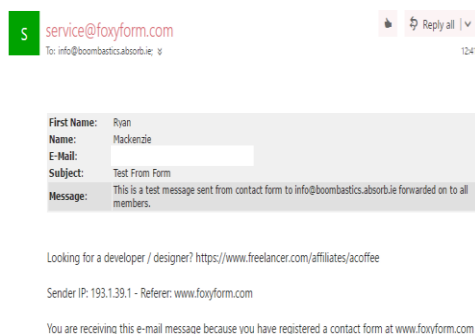 S
service@foxyform.com
Reply all | v
To: info@boombastics.absorb.ie; ¥
12:41
First Name: Ryan
Name: Mackenzie
E-Mail:
Subject: Test From Form
Message: This is a test message sent from contact form to info@boombastics.absorb.ie forwarded on to all
members.
Looking for a developer / designer? https://www.freelancer.com/affiliates/acoffee
Sender IP: 193.1.39.1 - Referer: www.foxyform.com
You are receiving this e-mail message because you have registered a contact form at www.foxyform.com